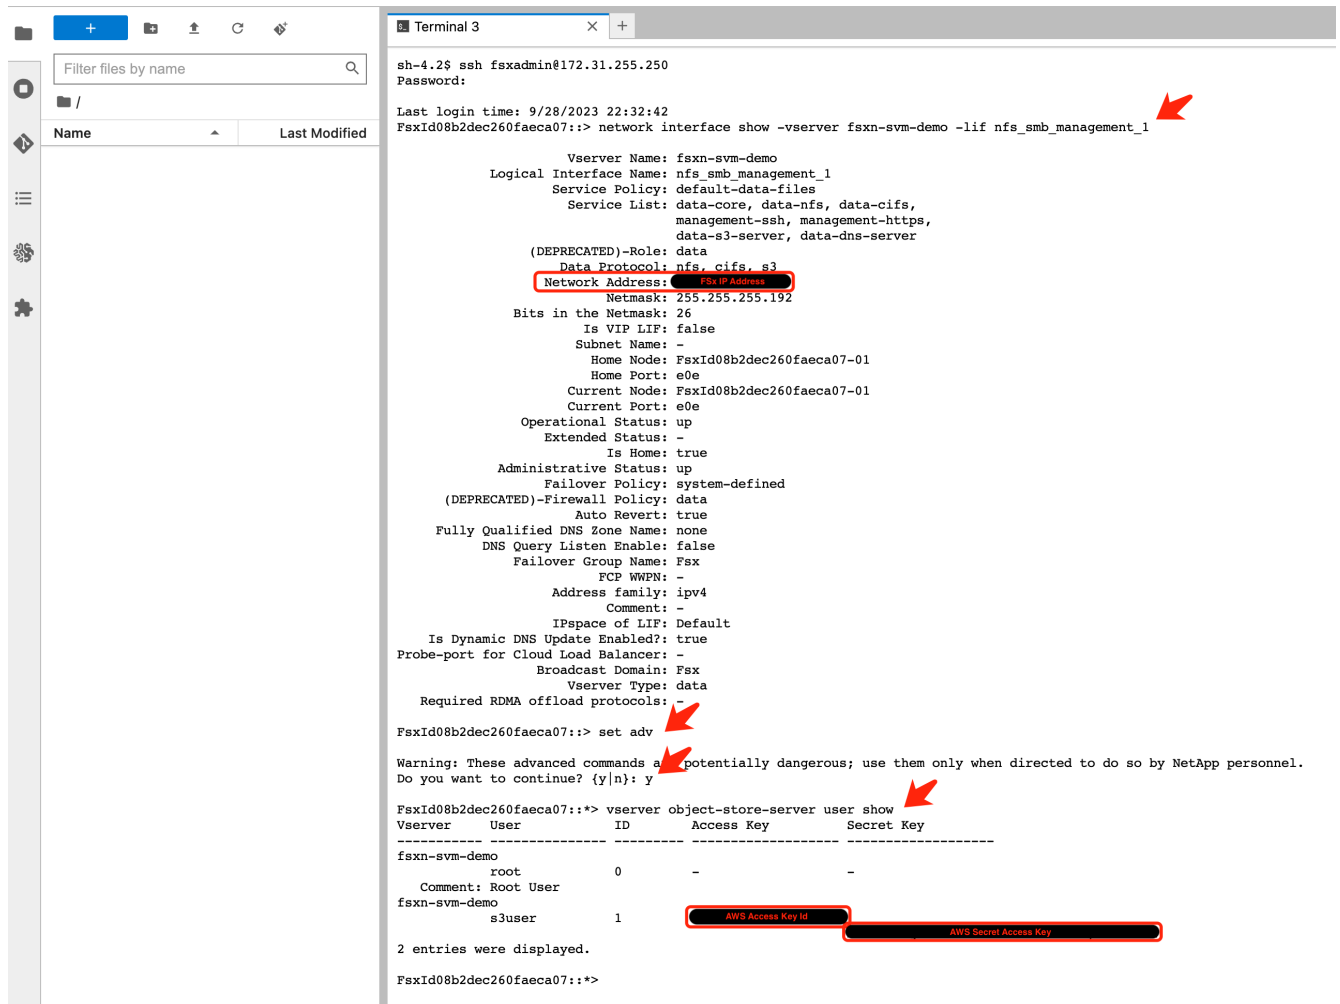 +
Terminal 3
+
Filter files by name
/
Name
Last Modified
sh-4.2$ ssh fsxadmin@172.31.255.250
Password:
Last login time: 9/28/2023 22:32:42
FsxId08b2dec260faeca07::> network interface show -vserver fsxn-svm-demo -lif nfs_smb_management_1
Vserver Name: fsxn-svm-demo
Logical Interface Name: nfs_smb_management_1
Service Policy: default-data-files
Service List: data-core, data-nfs, data-cifs,
management-ssh, management-https,
data-s3-server, data-dns-server
(DEPRECATED)-Role: data
Data Protocol: nfs, cifs, s3
Network Address: FSx IP Address
Netmask: 255.255.255.192
Bits in the Netmask: 26
Is VIP LIF: false
Subnet Name: -
Home Node: FsxId08b2dec260faeca07-01
Home Port: e0e
Current Node: FsxId08b2dec260faeca07-01
Current Port: e0e
Operational Status: up
Extended Status: -
Is Home: true
Administrative Status: up
Failover Policy: system-defined
(DEPRECATED)-Firewall Policy: data
Auto Revert: true
Fully Qualified DNS Zone Name: none
DNS Query Listen Enable: false
Failover Group Name: Fsx
FCP WWPN: -
Address family: ipv4
Comment: -
IPspace of LIF: Default
Is Dynamic DNS Update Enabled?: true
Probe-port for Cloud Load Balancer: -
Broadcast Domain: Fsx
Vserver Type: data
Required RDMA offload protocols: -
FsxId08b2dec260faeca07::> set adv
Warning: These advanced commands a potentially dangerous; use them only when directed to do so by NetApp personnel.
Do you want to continue? {y|n}: y
FsxId08b2dec260faeca07::*> vserver object-store-server user show
Vserver User ID Access Key Secret Key
----------- --------------- --------- ------------------- -------------------
fsxn-svm-demo
root 0 - -
Comment: Root User
fsxn-svm-demo
s3user 1 AWS Access Key Id
AWS Secret Access Key
2 entries were displayed.
FsxId08b2dec260faeca07::*>